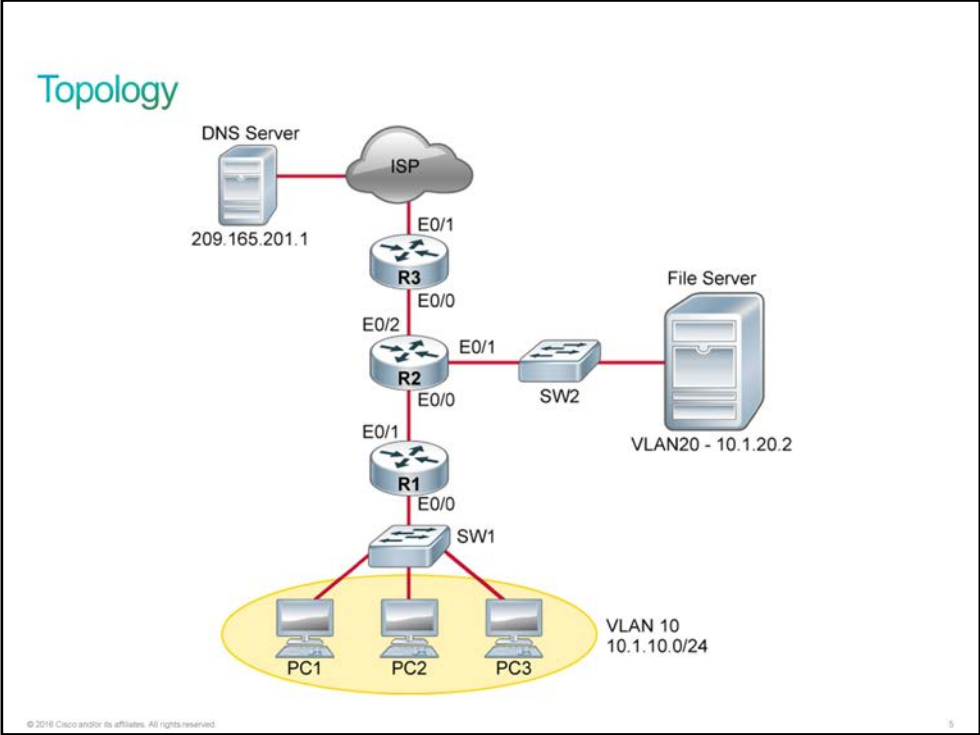 Topology
DNS Server
ISP
209.165.201.1
E0/1
R3
E0/0
File Server
E0/2
E0/1
R2
E0/0
SW2
VLAN20 - 10.1.20.2
E0/1
R1
E0/0
SW1
VLAN 10
10.1.10.0/24
PC1
PC2
PC3
© 2016 Cisco and/or its affiliates. All rights reserved.
5